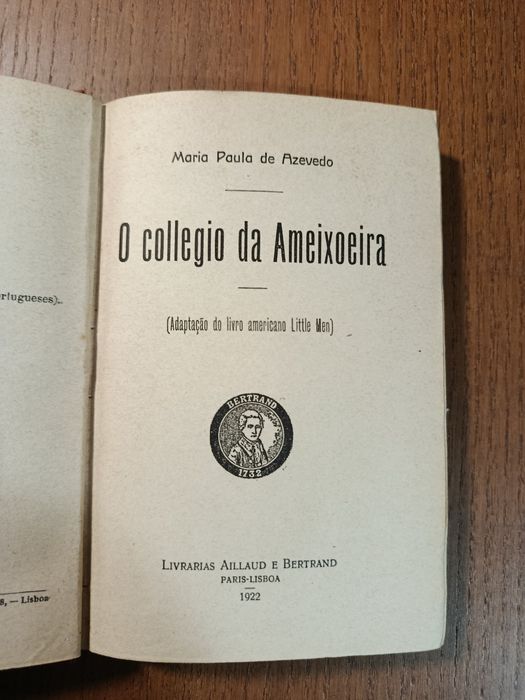 rtugueses).
8, — Lisboa
Maria Paula de Azevedo
O collegio da Ameixoeira
(Adaptação do livro americano Little Men)
BERTRAND
1732
LIVRARIAS AILLAUD E BERTRAND
PARIS-LISBOA
1922